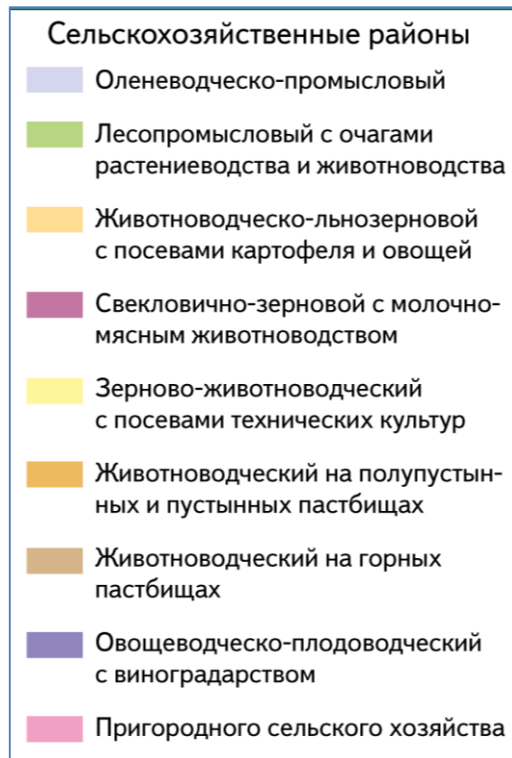 Сельскохозяйственные районы
Оленеводческо-промысловый
Лесопромысловый с очагами
растениеводства и животноводства
Животноводческо-льнозерновой
с посевами картофеля и овощей
Свекловично-зерновой с молочно-
мясным животноводством
Зерново-животноводческий
с посевами технических культур
Животноводческий на полупустын-
ных и пустынных пастбищах
Животноводческий на горных
пастбищах
Овощеводческо-плодоводческий
с виноградарством
Пригородного сельского хозяйства